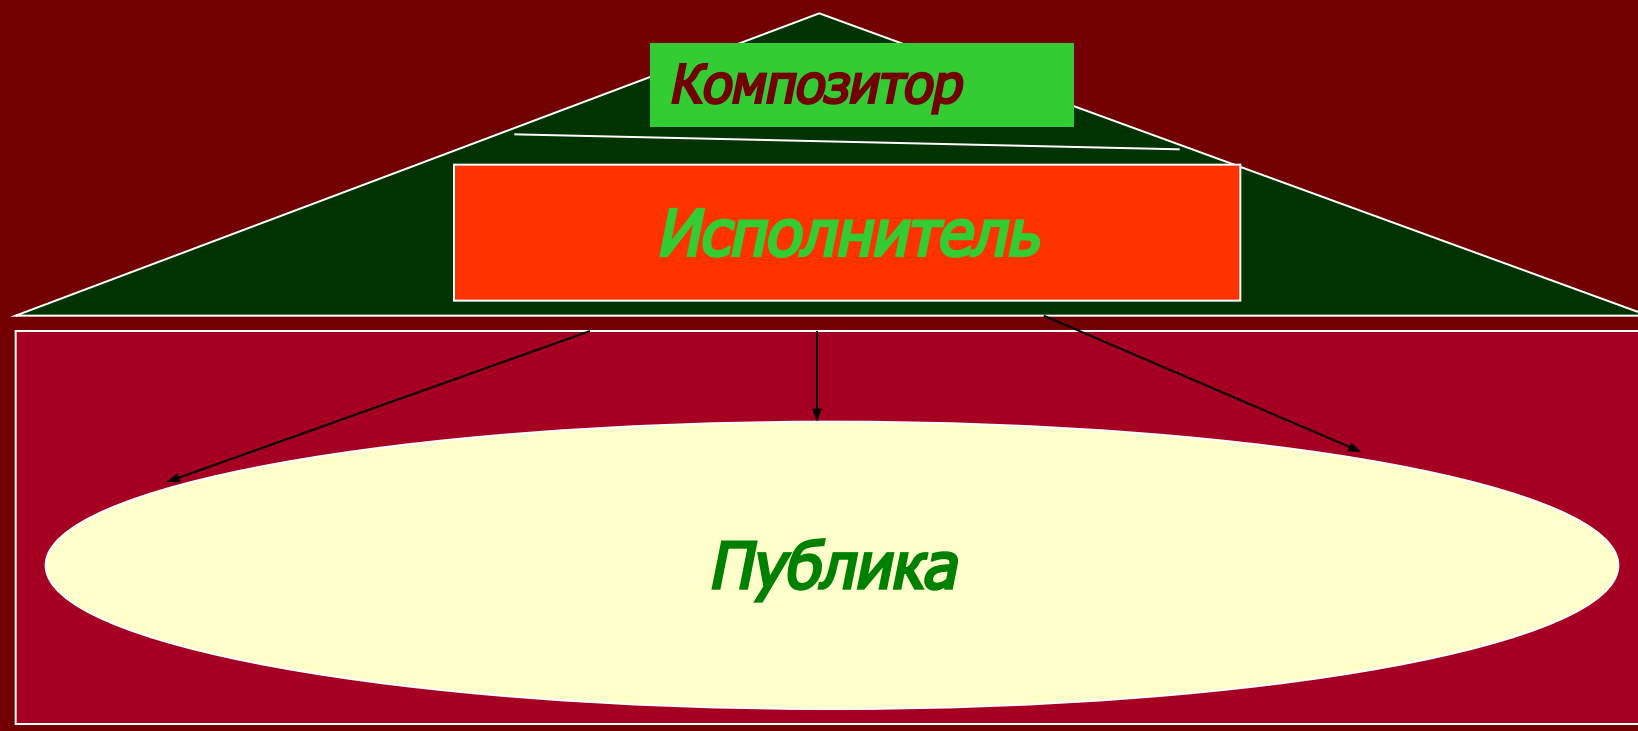 Композитор
Исполнитель
Публика